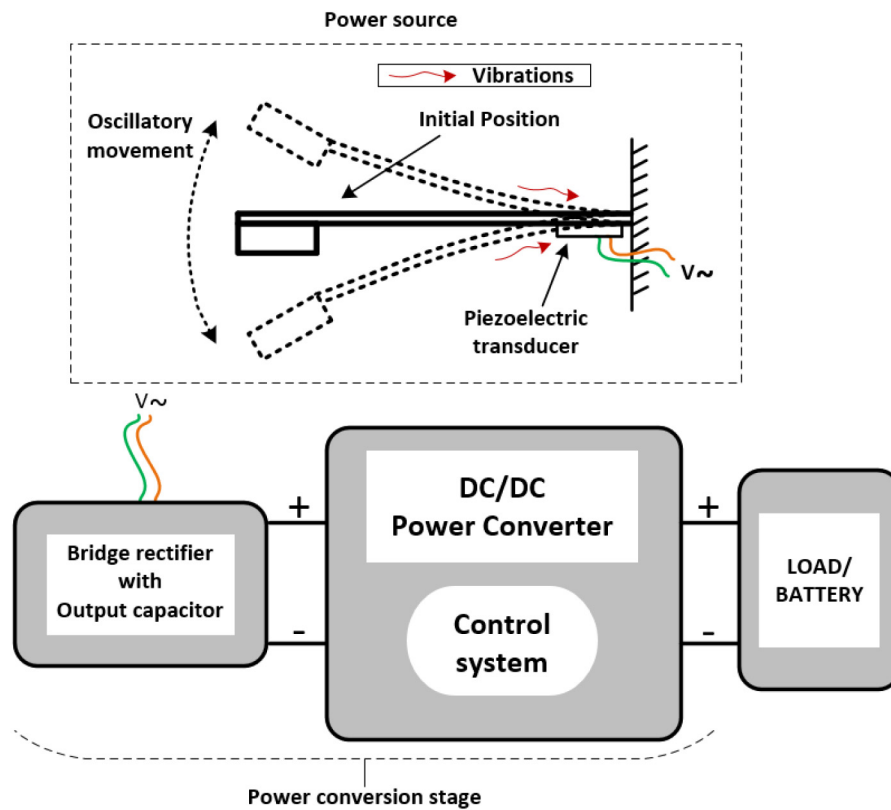 Power source
Vibrations
Oscillatory
movement
Initial Position
V~
Piezoelectric
transducer
V~
+
+
DC/DC
Power Converter
Bridge rectifier
with
Output capacitor
LOAD/
BATTERY
-
-
Control
system
Power conversion stage